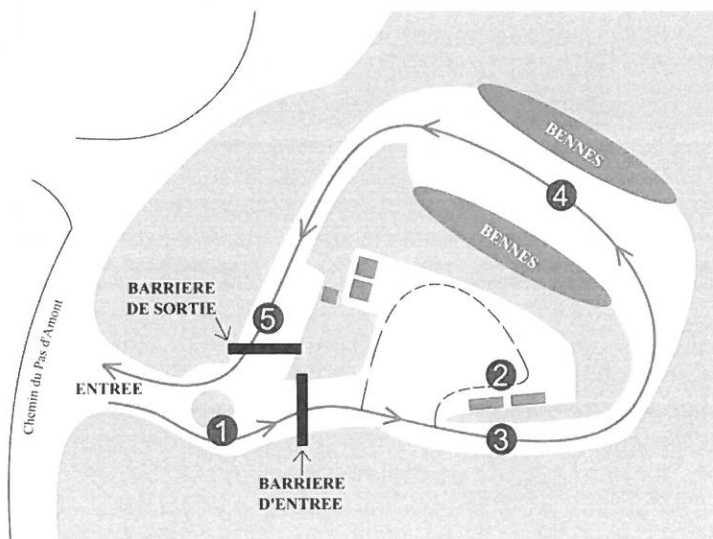 BENNES
4
BENNES
BARRIERE
DE SORTIE
5
Chemin du Pas d'Amont
ENTREE
2
1
3
BARRIERE
D'ENTREE